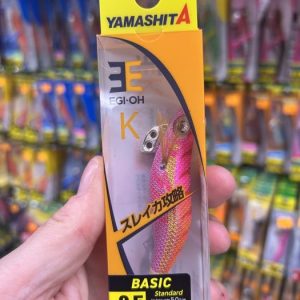 YAMASHITA
EGI-OH
K
スレイカ攻略
BASIC
Standard